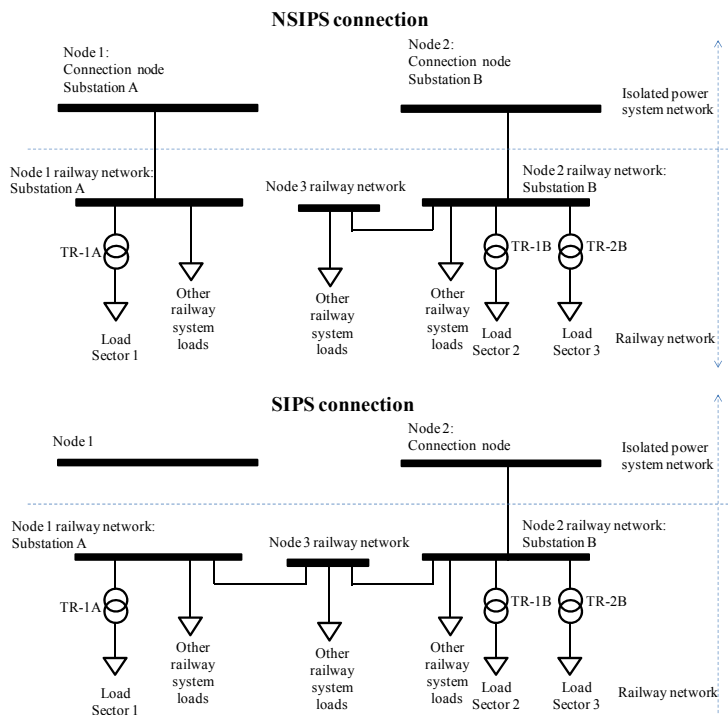 NSIPS connection
Node 1:
Connection node
Substation A
Node 2:
Connection node
Substation B
Isolated power
system network
Node 1 railway network:
Substation A
Node 3 railway network
Node 2 railway network:
Substation B
TR-1A
TR-1B
TR-2B
Other
railway
system
loads
Other
railway
system
loads
Other
railway
system
loads
Load
Sector 1
Load
Sector 2
Load
Sector 3
Railway network
SIPS connection
Node 1
Node 2:
Connection node
Isolated power
system network
Node 1 railway network:
Substation A
Node 3 railway network
Node 2 railway network:
Substation B
TR-1A
TR-1B
TR-2B
Other
railway
system
loads
Other
railway
system
loads
Other
railway
system
loads
Load
Sector 1
Load
Sector 2
Load
Sector 3
Railway network